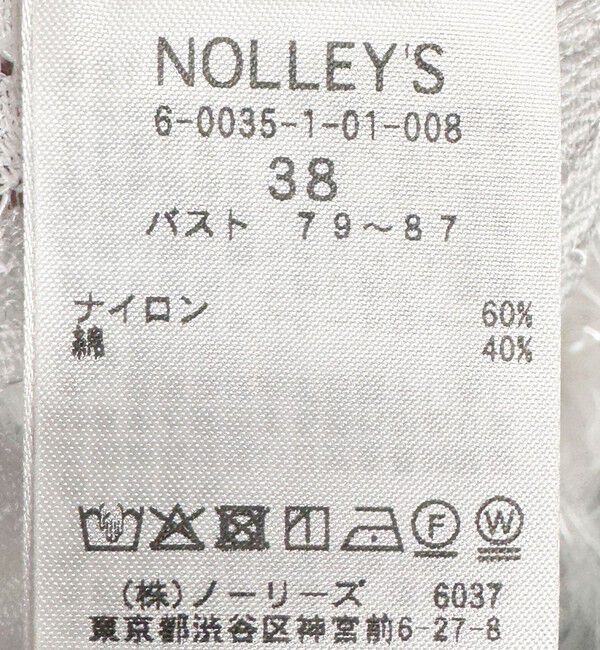 NOLLEY'S
6-0035-1-01-008
38
バスト 79～87
ナイロン 60%
綿 40%
F W
(株)ノーリーズ 6037
東京都渋谷区神宮前6-27-8